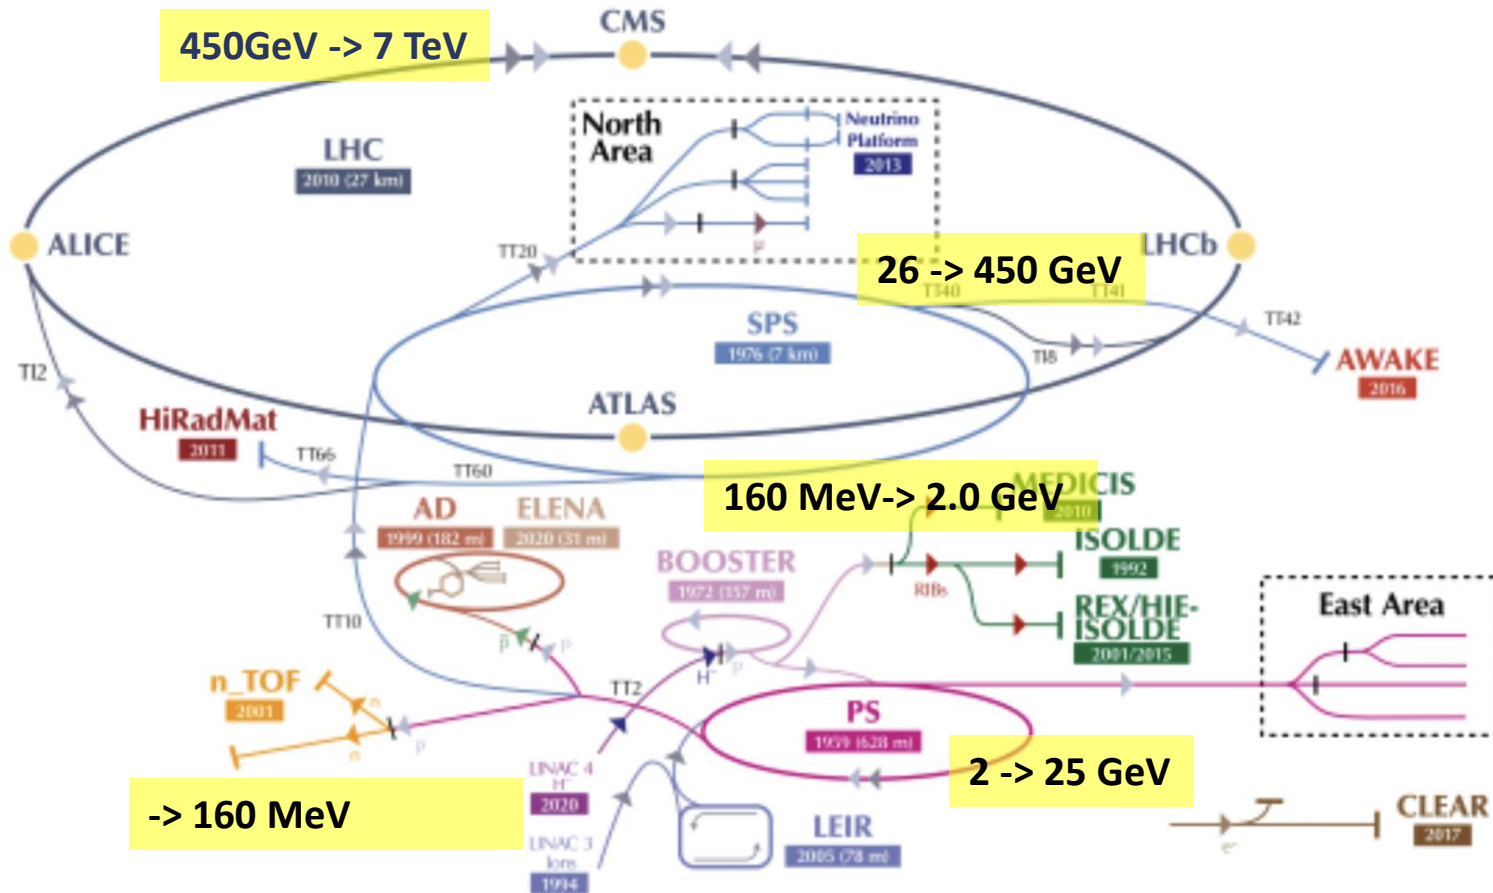 450GeV -> 7 TeV
CMS
North
Area
Neutrino
Platform
2013
LHC
2010 (27 km)
ALICE
LHCb
TT20
μ
26 -> 450 GeV
TT40
TT41
TT42
SPS
1976 (7 km)
TI8
TI2
AWAKE
2016
ATLAS
HiRadMat
2011
TT66
TT60
160 MeV-> 2.0 GeV
MEDICIS
2010
AD
1999 (182 m)
ELENA
2020 (31 m)
ISOLDE
1992
BOOSTER
1972 (157 m)
RIBs
REX/HIE-
ISOLDE
2001/2015
East Area
TT10
p̄
p
p
H⁻
TT2
n_TOF
2001
n
n
p
PS
1959 (628 m)
2 -> 25 GeV
-> 160 MeV
LINAC 4
H⁻
2020
LINAC 3
Ions
1994
LEIR
2005 (78 m)
CLEAR
2017
e⁻